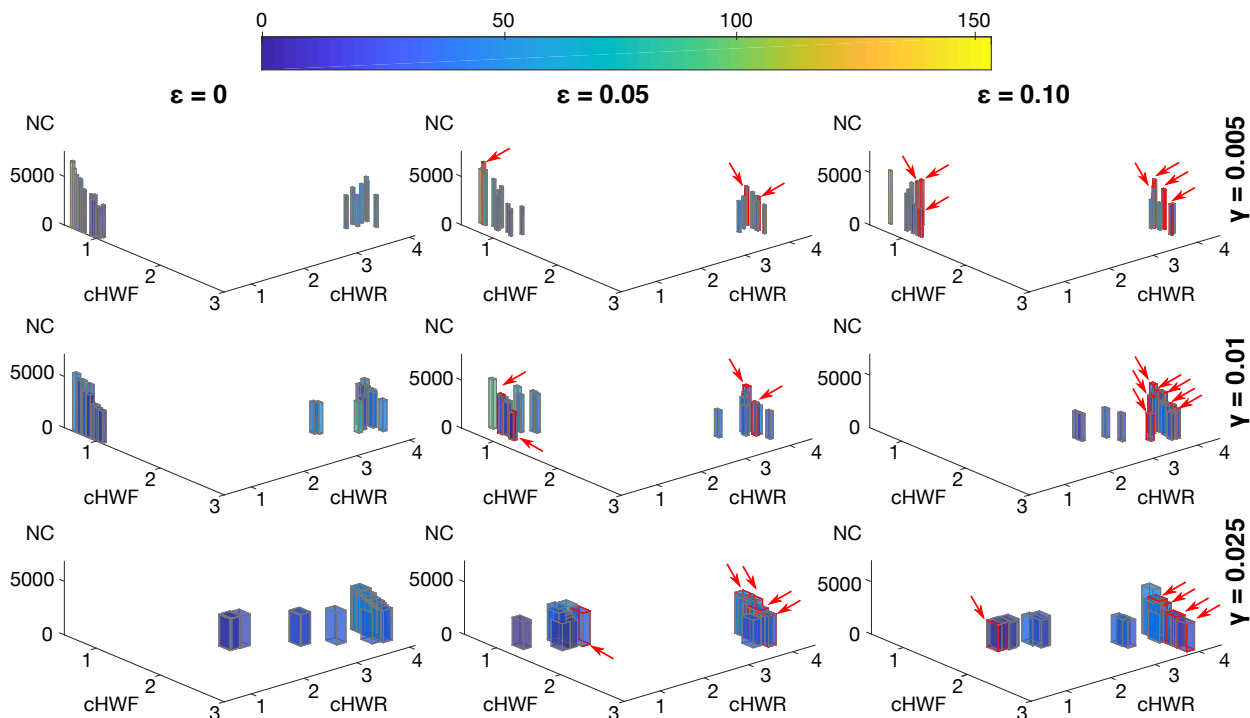 0 50 100 150
ε = 0 ε = 0.05 ε = 0.10
NC NC NC
γ = 0.005
5000 5000 5000
0 0 0
1 2 3 1 2 3 4 1 2 3 1 2 3 4 1 2 3 1 2 3 4
cHWF cHWR cHWF cHWR cHWF cHWR
NC NC NC
γ = 0.01
5000 5000 5000
0 0 0
1 2 3 1 2 3 4 1 2 3 1 2 3 4 1 2 3 1 2 3 4
cHWF cHWR cHWF cHWR cHWF cHWR
NC NC NC
γ = 0.025
5000 5000 5000
0 0 0
1 2 3 1 2 3 4 1 2 3 1 2 3 4 1 2 3 1 2 3 4
cHWF cHWR cHWF cHWR cHWF cHWR